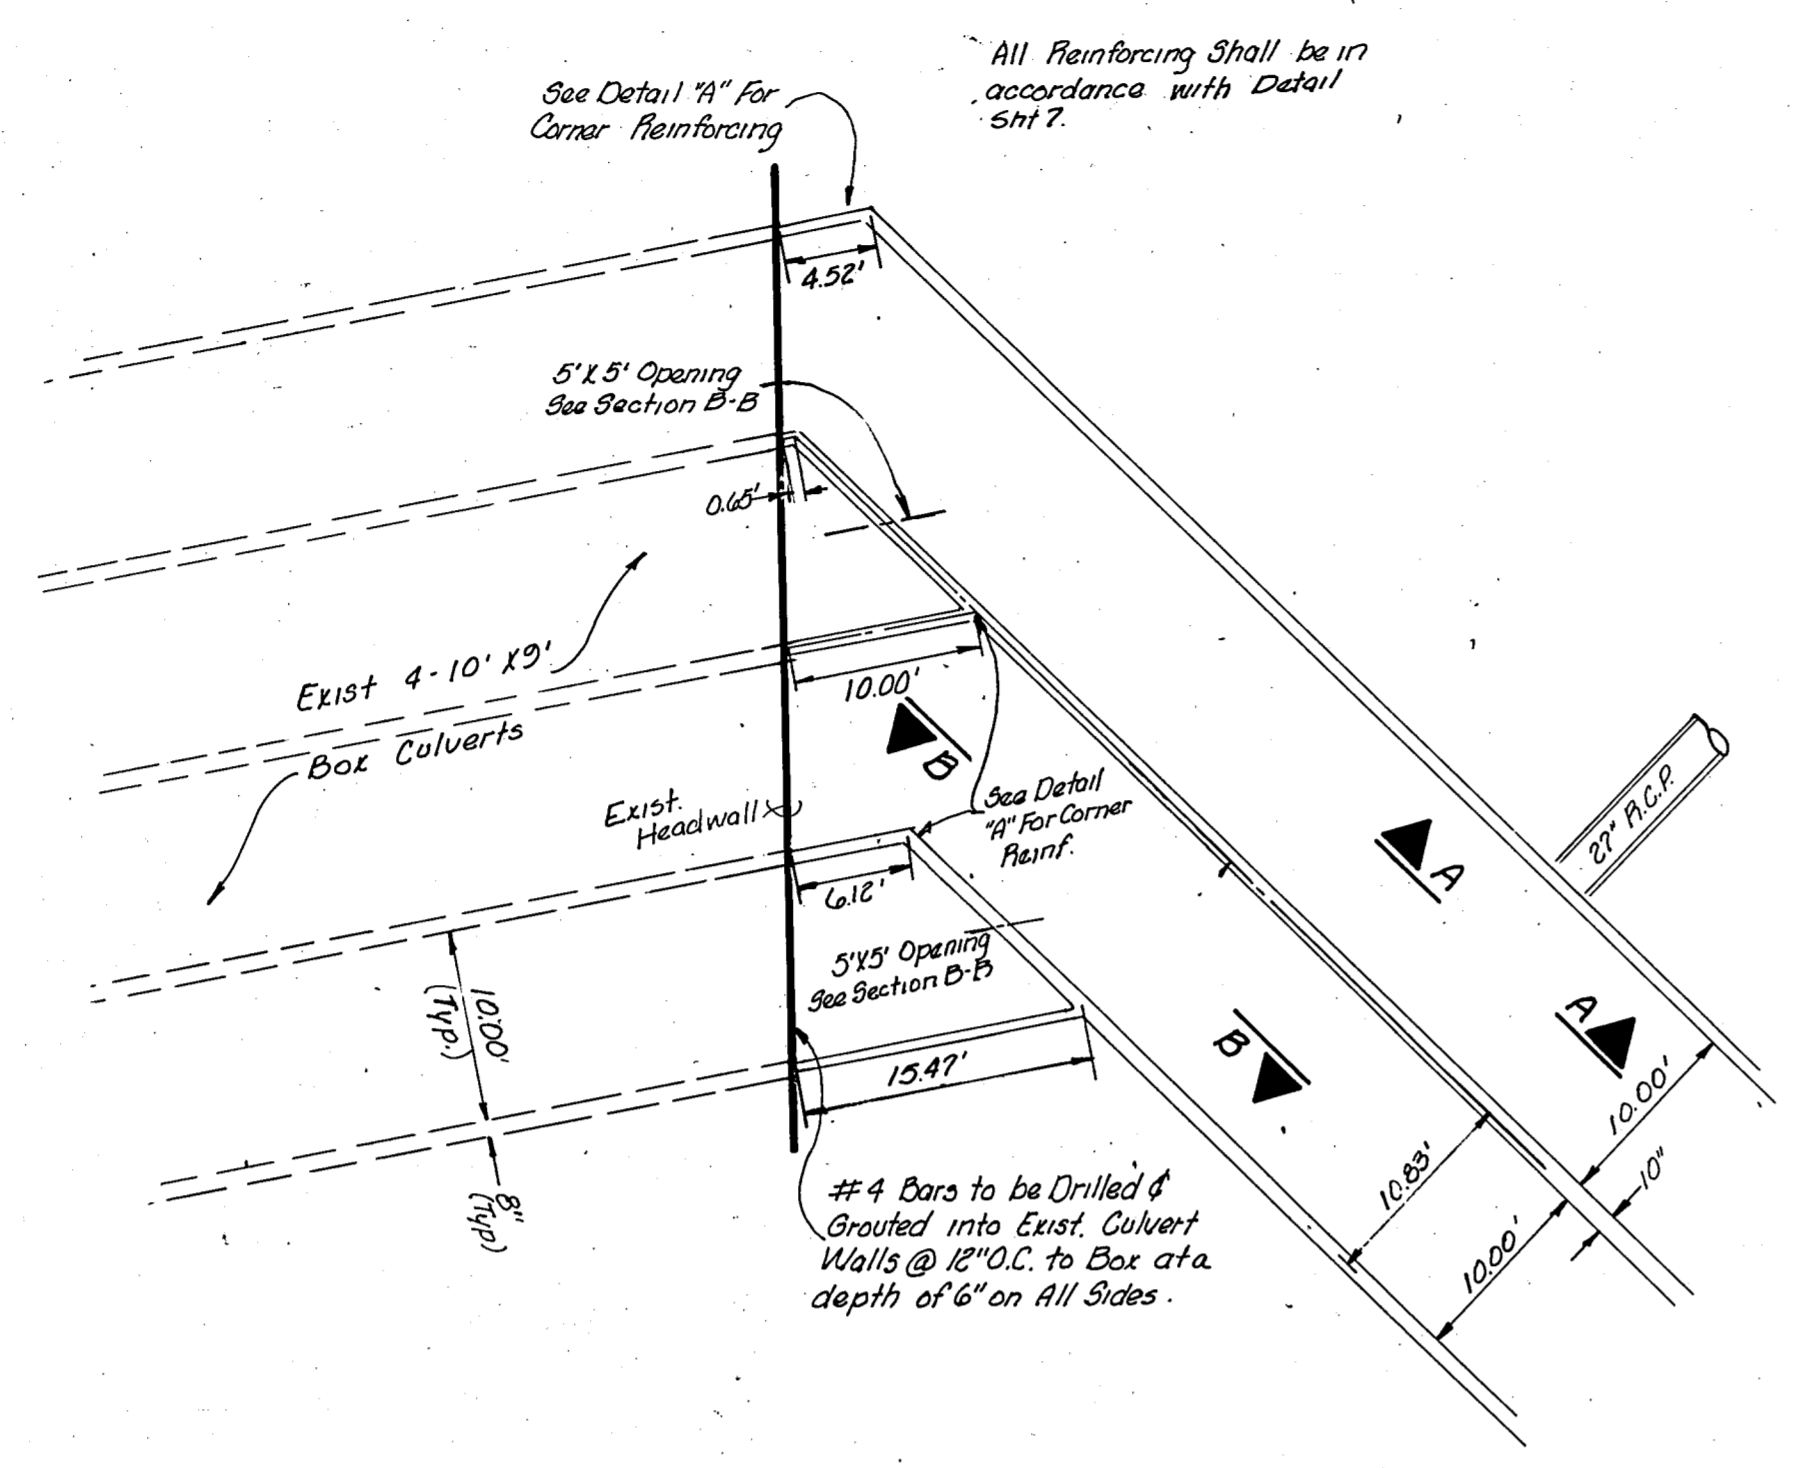 All Reinforcing Shall be in
accordance with Detail
Sht 7.
See Detail "A" For
Corner Reinforcing
4.52'
5'X5' Opening
See Section B-B
0.65'
Exist 4-10' X9'
Box Culverts
10.00'
B
Exist.
Headwall
See Detail
"A" For Corner
Reinf.
27" R.C.P.
A
6.12'
5'X5' Opening
See Section B-B
10.00'
(Typ.)
15.47'
B
A
10.00'
10"
10.83'
10.00'
8"
(Typ)
#4 Bars to be Drilled &
Grouted into Exist. Culvert
Walls @ 12" O.C. to Box at a
depth of 6" on All Sides.